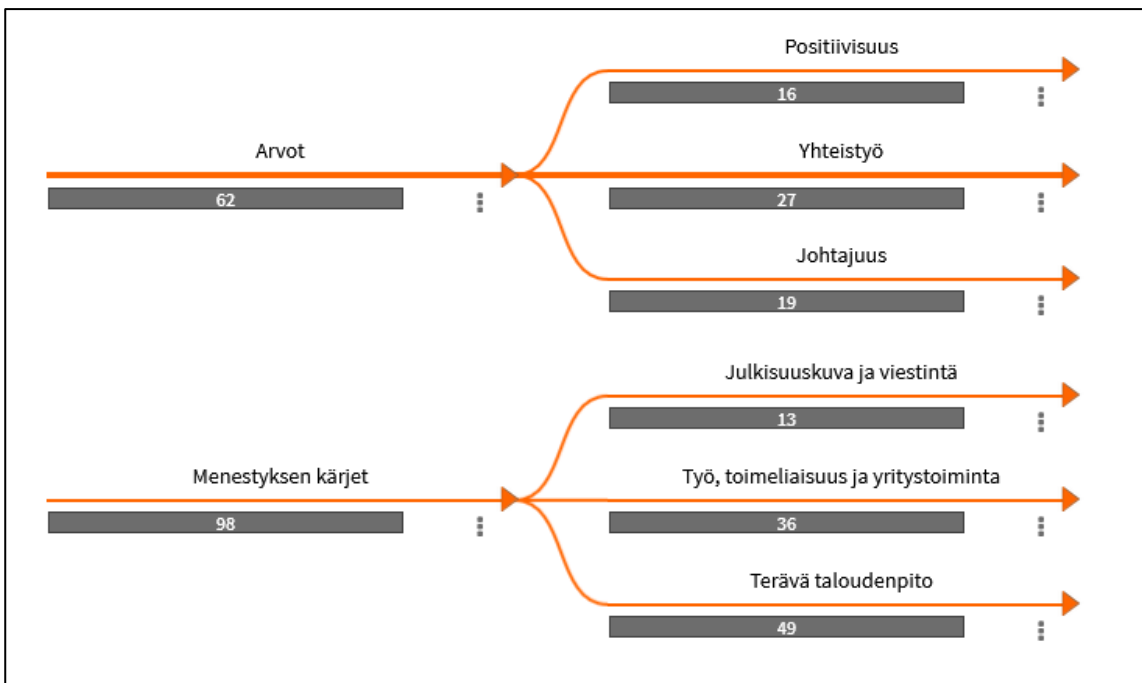 Positiivisuus
16
Arvot
62
Yhteistyö
27
Johtajuus
19
Julkisuuskuva ja viestintä
13
Menestyksen kärjet
98
Työ, toimeliaisuus ja yritystoiminta
36
Terävä taloudenpito
49